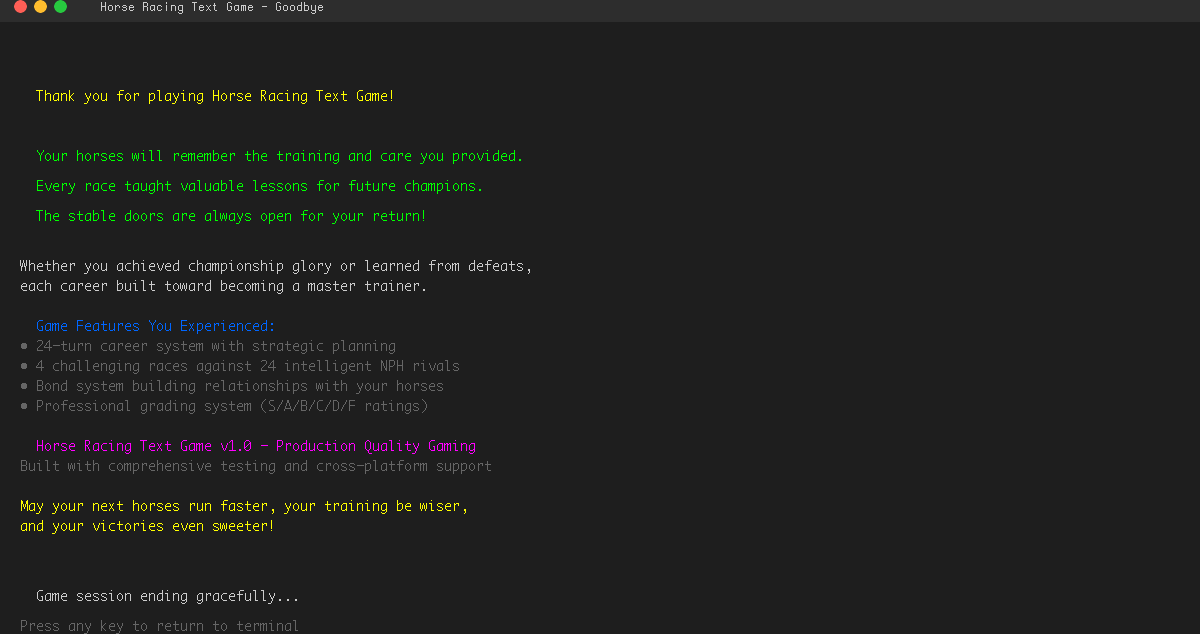 Horse Racing Text Game - Goodbye
Thank you for playing Horse Racing Text Game!
Your horses will remember the training and care you provided.
Every race taught valuable lessons for future champions.
The stable doors are always open for your return!
Whether you achieved championship glory or learned from defeats,
each career built toward becoming a master trainer.
Game Features You Experienced:
• 24-turn career system with strategic planning
• 4 challenging races against 24 intelligent NPH rivals
• Bond system building relationships with your horses
• Professional grading system (S/A/B/C/D/F ratings)
Horse Racing Text Game v1.0 - Production Quality Gaming
Built with comprehensive testing and cross-platform support
May your next horses run faster, your training be wiser,
and your victories even sweeter!
Game session ending gracefully...
Press any key to return to terminal